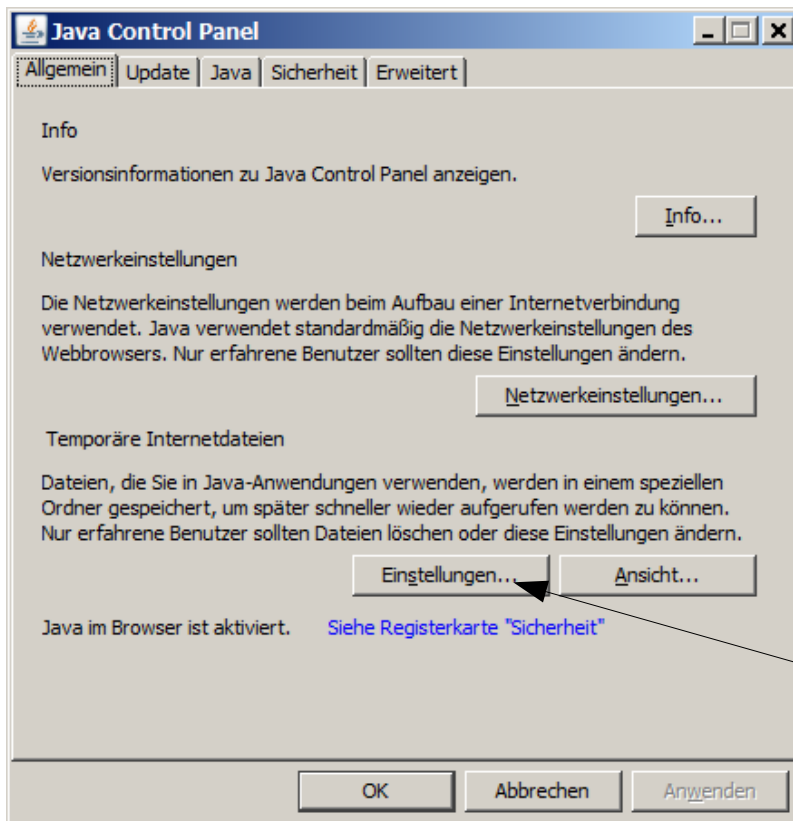 Java Control Panel
Allgemein Update Java Sicherheit Erweitert
Info
Versionsinformationen zu Java Control Panel anzeigen.
Info...
Netzwerkeinstellungen
Die Netzwerkeinstellungen werden beim Aufbau einer Internetverbindung
verwendet. Java verwendet standardmäßig die Netzwerkeinstellungen des
Webbrowsers. Nur erfahrene Benutzer sollten diese Einstellungen ändern.
Netzwerkeinstellungen...
Temporäre Internetdateien
Dateien, die Sie in Java-Anwendungen verwenden, werden in einem speziellen
Ordner gespeichert, um später schneller wieder aufgerufen werden zu können.
Nur erfahrene Benutzer sollten Dateien löschen oder diese Einstellungen ändern.
Einstellungen... Ansicht...
Java im Browser ist aktiviert. Siehe Registerkarte "Sicherheit"
OK Abbrechen Anwenden